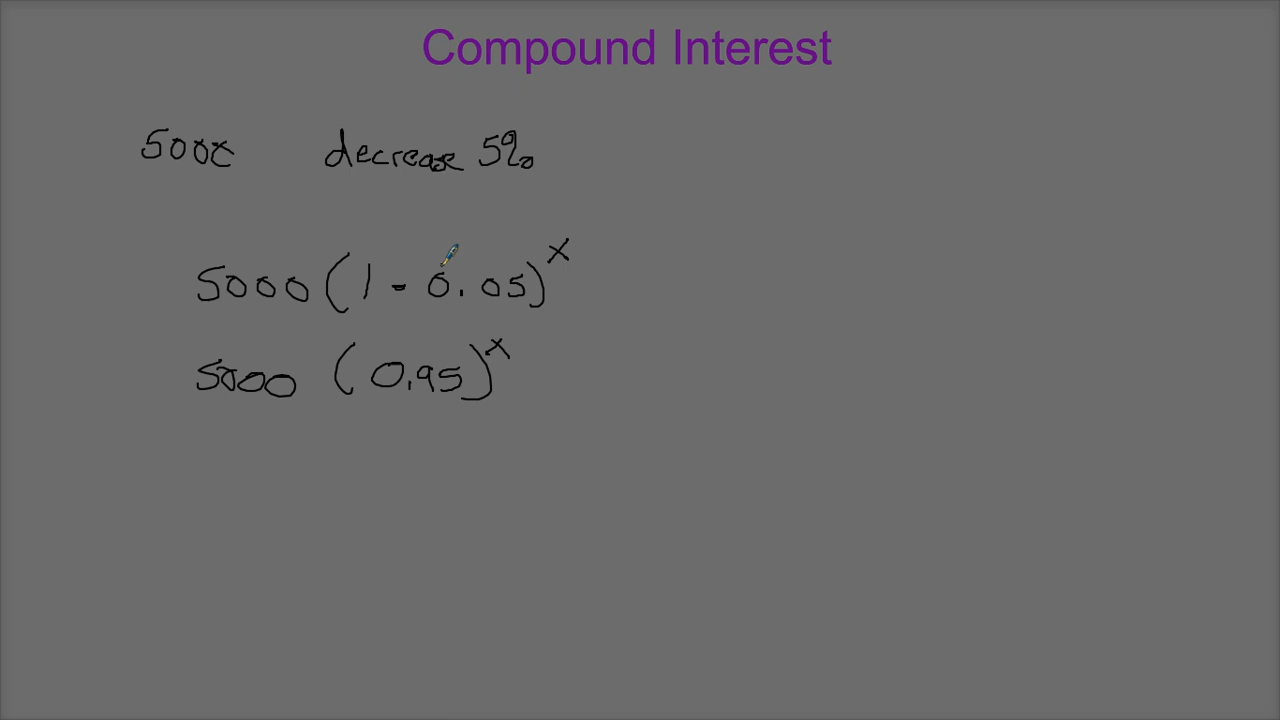 Compound Interest
5000 decrease 5%
5000 (1 - 0.05)^x
5000 (0.95)^x